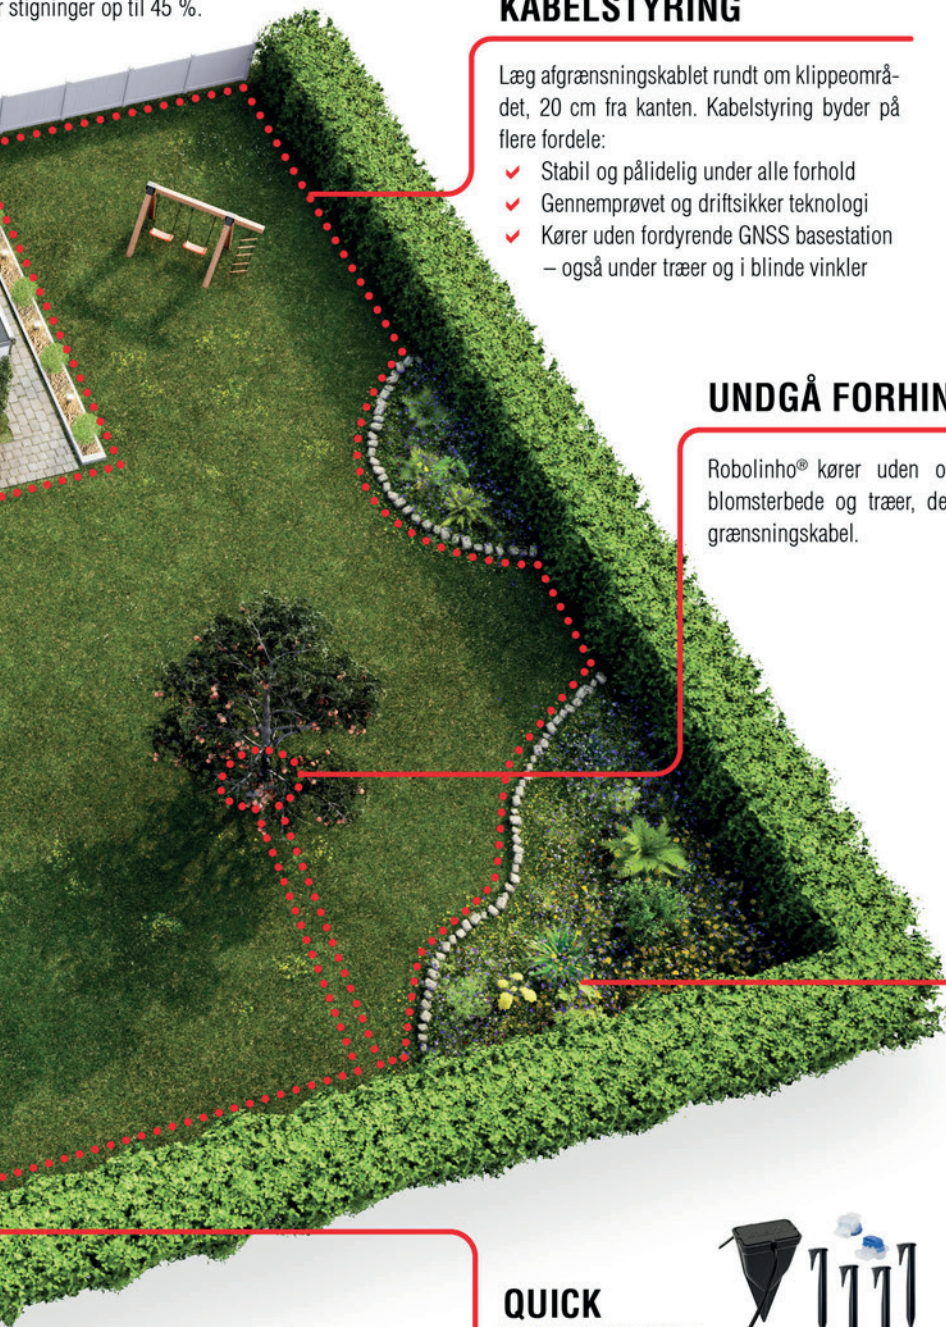 stigninger op til 45 %.
KABELSTYRING
Læg afgrænsningskablet rundt om klippeområ-
det, 20 cm fra kanten. Kabelstyring byder på
flere fordele:
Stabil og pålidelig under alle forhold
Gennemprøvet og driftsikker teknologi
Kører uden fordyrende GNSS basestation
– også under træer og i blinde vinkler
UNDGÅ FORHIN
Robolinho® kører uden o
blomsterbede og træer, de
grænsningskabel.
QUICK